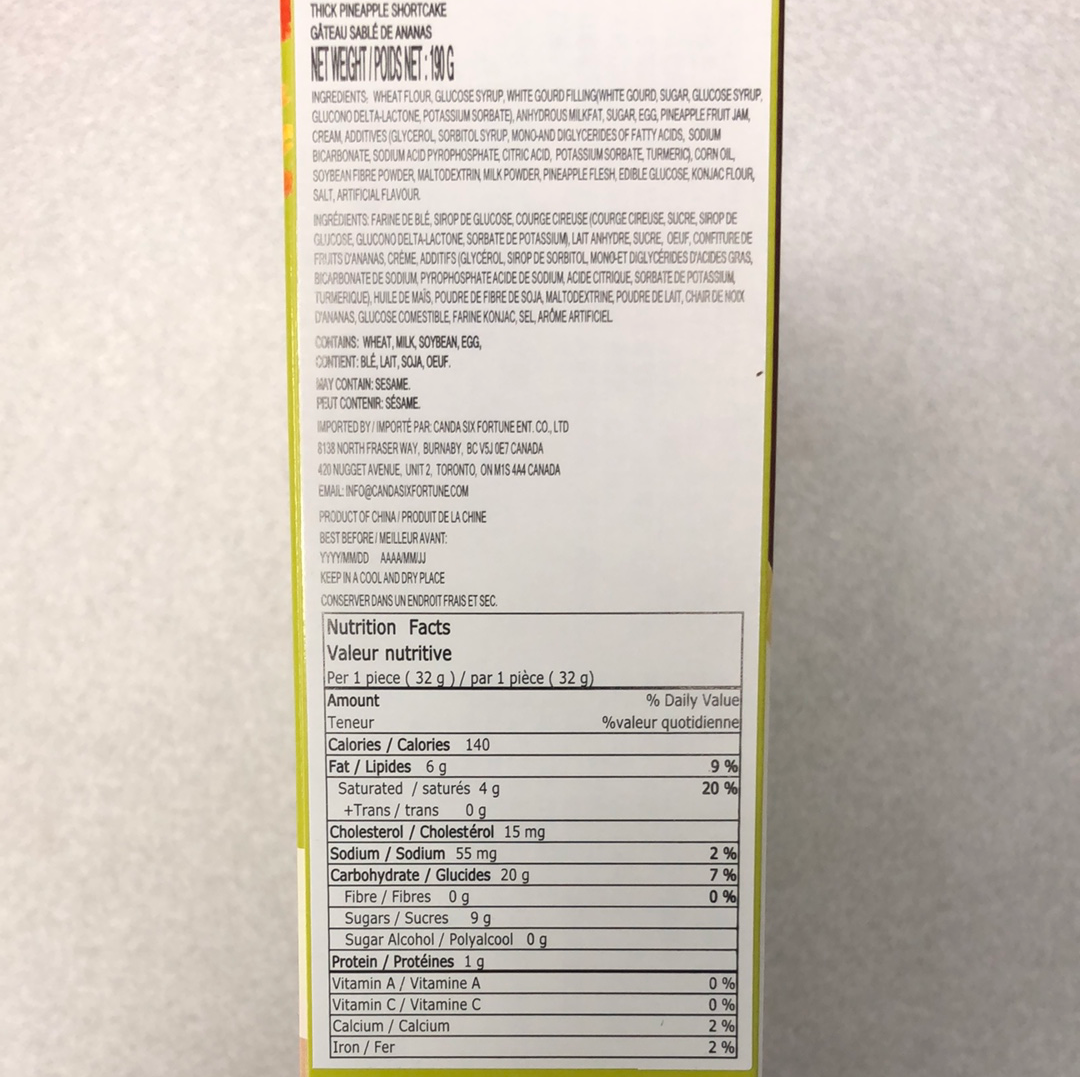 THICK PINEAPPLE SHORTCAKE
GÂTEAU SABLÉ DE ANANAS
NET WEIGHT / POIDS NET : 190 G
INGREDIENTS: WHEAT FLOUR, GLUCOSE SYRUP, WHITE GOURD FILLING(WHITE GOURD, SUGAR, GLUCOSE SYRUP,
GLUCONO DELTA-LACTONE, POTASSIUM SORBATE), ANHYDROUS MILKFAT, SUGAR, EGG, PINEAPPLE FRUIT JAM,
CREAM, ADDITIVES (GLYCEROL, SORBITOL SYRUP, MONO-AND DIGLYCERIDES OF FATTY ACIDS, SODIUM
BICARBONATE, SODIUM ACID PYROPHOSPHATE, CITRIC ACID, POTASSIUM SORBATE, TURMERIC), CORN OIL,
SOYBEAN FIBRE POWDER, MALTODEXTRIN, MILK POWDER, PINEAPPLE FLESH, EDIBLE GLUCOSE, KONJAC FLOUR,
SALT, ARTIFICIAL FLAVOUR.
INGRÉDIENTS: FARINE DE BLÉ, SIROP DE GLUCOSE, COURGE CIREUSE (COURGE CIREUSE, SUCRE, SIROP DE
GLUCOSE, GLUCONO DELTA-LACTONE, SORBATE DE POTASSIUM), LAIT ANHYDRE, SUCRE, OEUF, CONFITURE DE
FRUITS D'ANANAS, CRÈME, ADDITIFS (GLYCÉROL, SIROP DE SORBITOL, MONO-ET DIGLYCÉRIDES D'ACIDES GRAS,
BICARBONATE DE SODIUM, PYROPHOSPHATE ACIDE DE SODIUM, ACIDE CITRIQUE, SORBATE DE POTASSIUM,
TURMERIQUE), HUILE DE MAÏS, POUDRE DE FIBRE DE SOJA, MALTODEXTRINE, POUDRE DE LAIT, CHAIR DE NOIX
D'ANANAS, GLUCOSE COMESTIBLE, FARINE KONJAC, SEL, ARÔME ARTIFICIEL.
CONTAINS: WHEAT, MILK, SOYBEAN, EGG,
CONTIENT: BLÉ, LAIT, SOJA, OEUF.
MAY CONTAIN: SESAME.
PEUT CONTENIR: SÉSAME.
IMPORTED BY / IMPORTÉ PAR: CANDA SIX FORTUNE ENT. CO., LTD
8138 NORTH FRASER WAY, BURNABY, BC V5J 0E7 CANADA
420 NUGGET AVENUE, UNIT 2, TORONTO, ON M1S 4A4 CANADA
EMAIL: INFO@CANDASIXFORTUNE.COM
PRODUCT OF CHINA / PRODUIT DE LA CHINE
BEST BEFORE / MEILLEUR AVANT:
YYYY/MM/DD AAAA/MM/JJ
KEEP IN A COOL AND DRY PLACE
CONSERVER DANS UN ENDROIT FRAIS ET SEC.
Nutrition Facts
Valeur nutritive
Per 1 piece ( 32 g ) / par 1 pièce ( 32 g)
Amount % Daily Value
Teneur %valeur quotidienne
Calories / Calories 140
Fat / Lipides 6 g 9 %
Saturated / saturés 4 g 20 %
+Trans / trans 0 g
Cholesterol / Cholestérol 15 mg
Sodium / Sodium 55 mg 2 %
Carbohydrate / Glucides 20 g 7 %
Fibre / Fibres 0 g 0 %
Sugars / Sucres 9 g
Sugar Alcohol / Polyalcool 0 g
Protein / Protéines 1 g
Vitamin A / Vitamine A 0 %
Vitamin C / Vitamine C 0 %
Calcium / Calcium 2 %
Iron / Fer 2 %